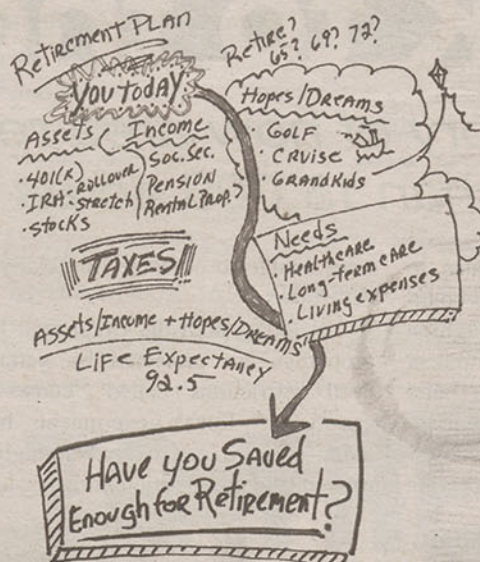 Retirement Plan
You Today
Assets
Income
• 401(k)
• IRA - Rollover
- Stretch
• Stocks
Soc. Sec.
Pension
Rental Prop.?
TAXES
Assets/Income + Hopes/Dreams
Life Expectancy
92.5
Retire?
65? 69? 72?
Hopes/Dreams
• Golf
• Cruise
• Grandkids
Needs
• Healthcare
• Long-term care
• Living expenses
Have you Saved
Enough for Retirement?